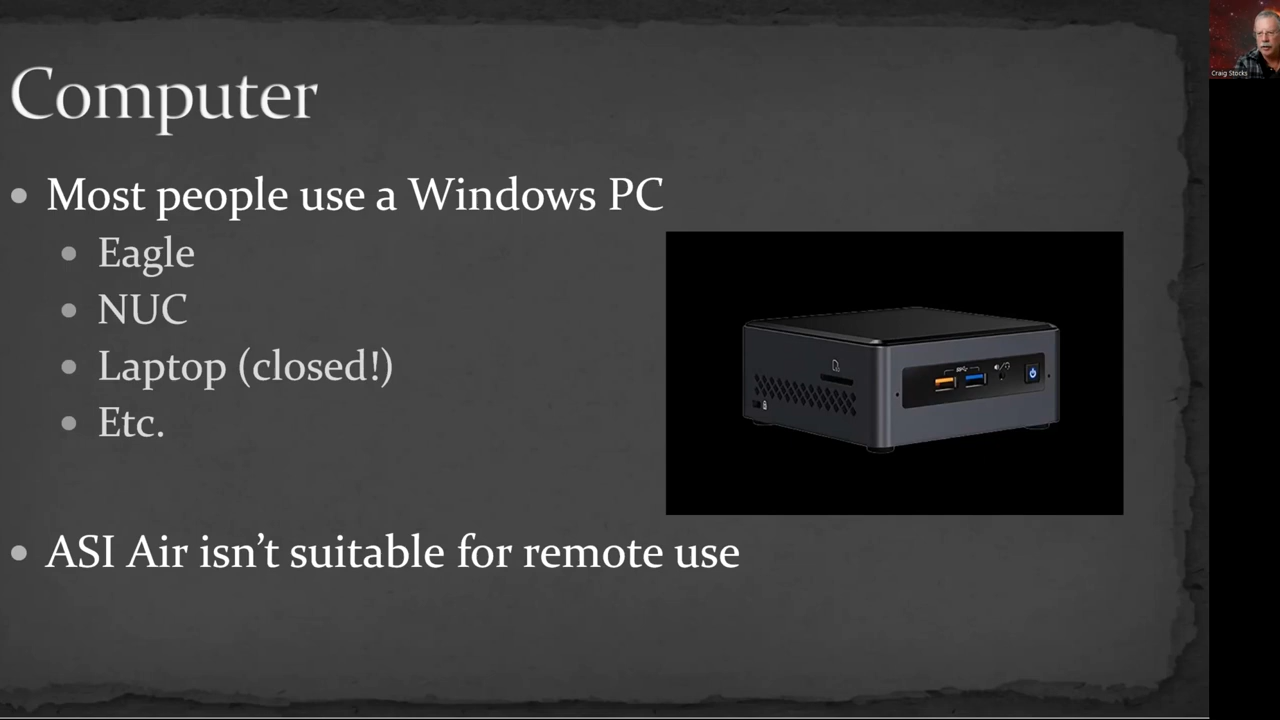 Computer
Most people use a Windows PC
Eagle
NUC
Laptop (closed!)
Etc.
ASI Air isn’t suitable for remote use
Craig Stocks